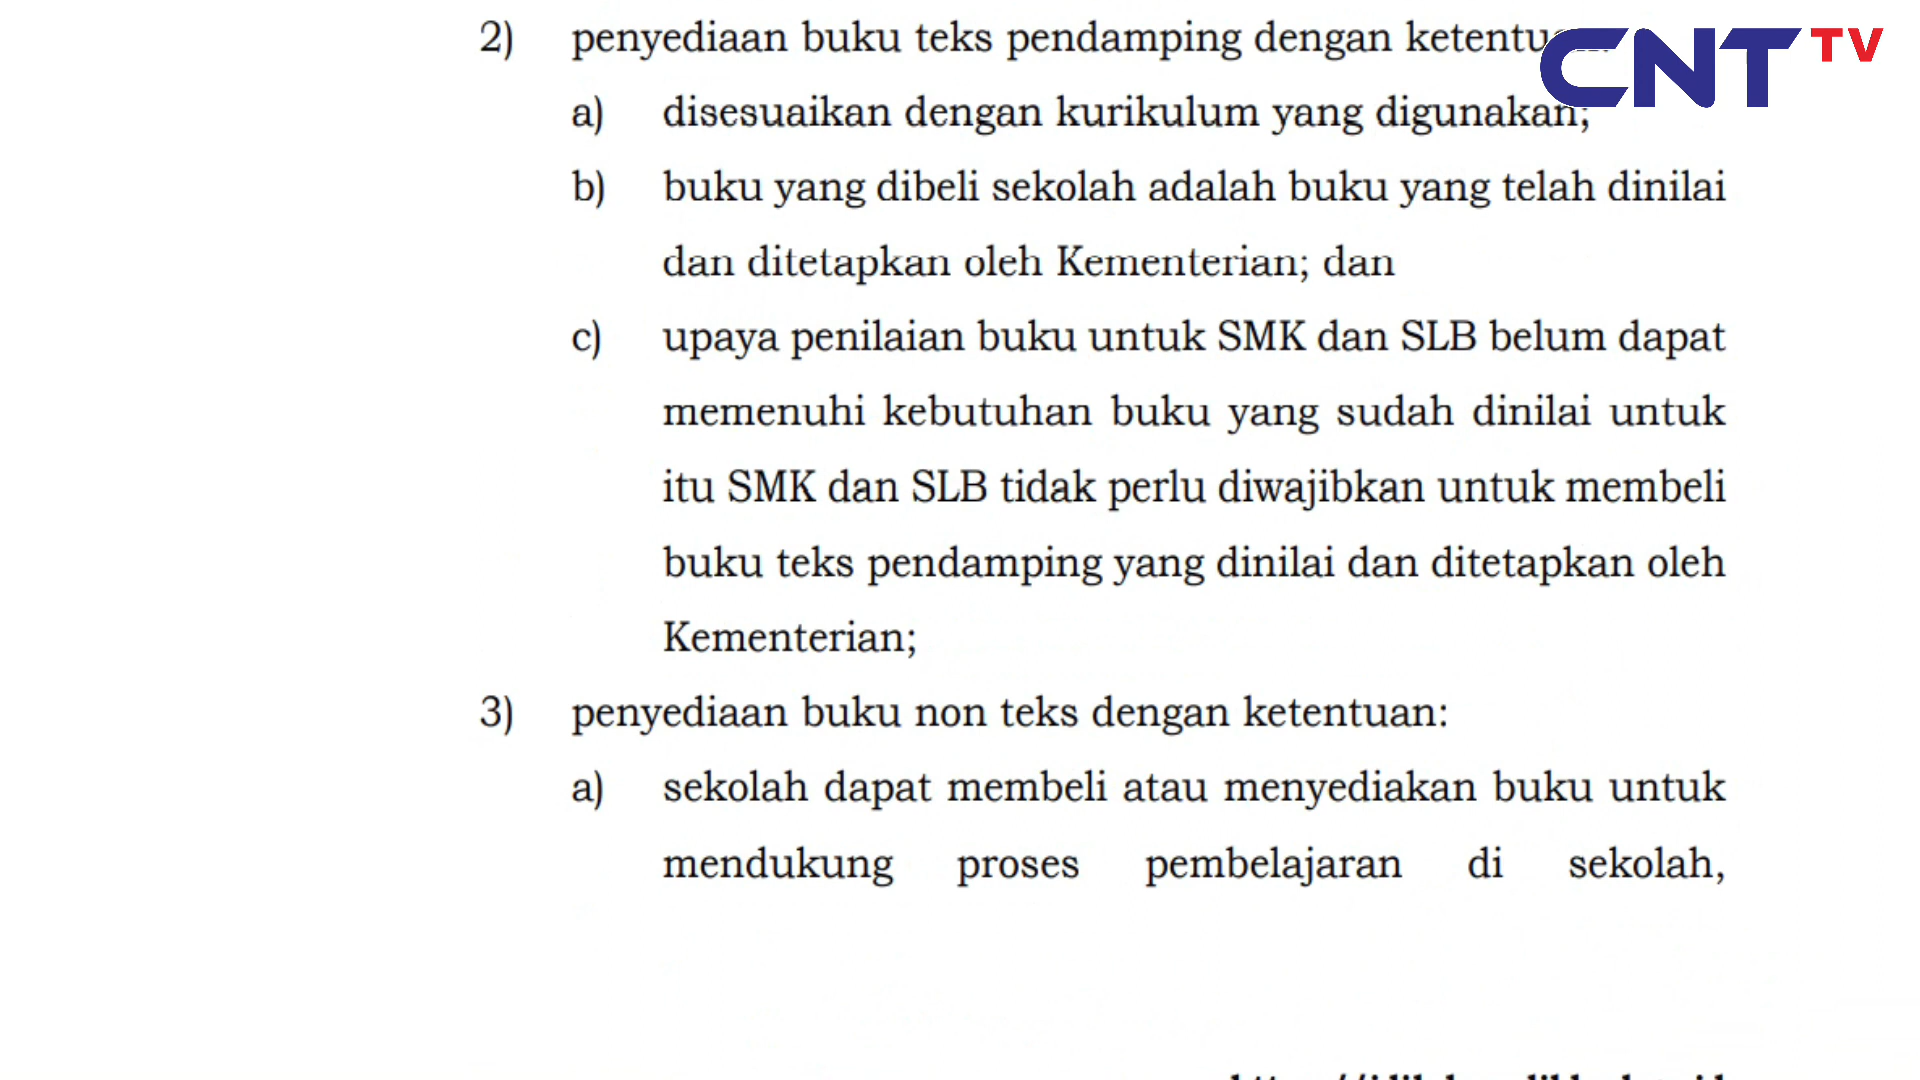 2) penyediaan buku teks pendamping dengan
CNT TV
a) disesuaikan dengan kurikulum yang digunakan;
b) buku yang dibeli sekolah adalah buku yang telah dinilai
dan ditetapkan oleh Kementerian; dan
c) upaya penilaian buku untuk SMK dan SLB belum dapat
memenuhi kebutuhan buku yang sudah dinilai untuk
itu SMK dan SLB tidak perlu diwajibkan untuk membeli
buku teks pendamping yang dinilai dan ditetapkan oleh
Kementerian;
3) penyediaan buku non teks dengan ketentuan:
a) sekolah dapat membeli atau menyediakan buku untuk
mendukung proses pembelajaran di sekolah,